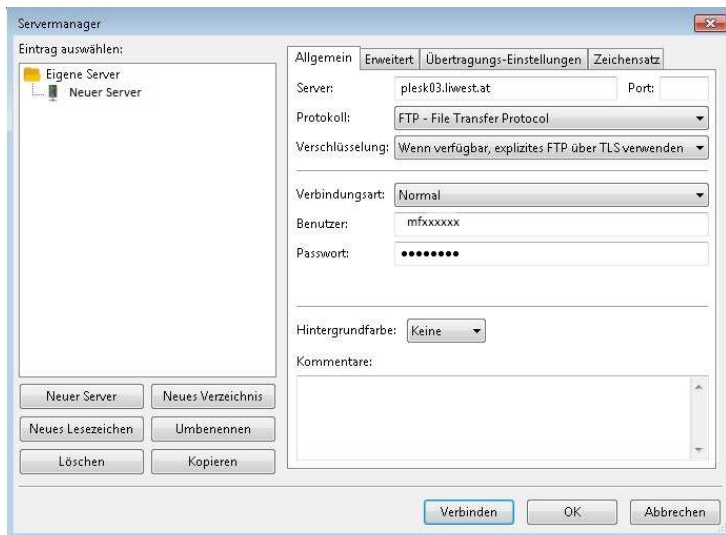 Servermanager
Eintrag auswählen:
Eigene Server
Neuer Server
Neuer Server
Neues Verzeichnis
Neues Lesezeichen
Umbenennen
Löschen
Kopieren
Allgemein
Erweitert
Übertragungs-Einstellungen
Zeichensatz
Server:
plesk03.liwest.at
Port:
Protokoll:
FTP - File Transfer Protocol
Verschlüsselung:
Wenn verfügbar, explizites FTP über TLS verwenden
Verbindungsart:
Normal
Benutzer:
mfxxxxxx
Passwort:
●●●●●●●●
Hintergrundfarbe:
Keine
Kommentare:
Verbinden
OK
Abbrechen